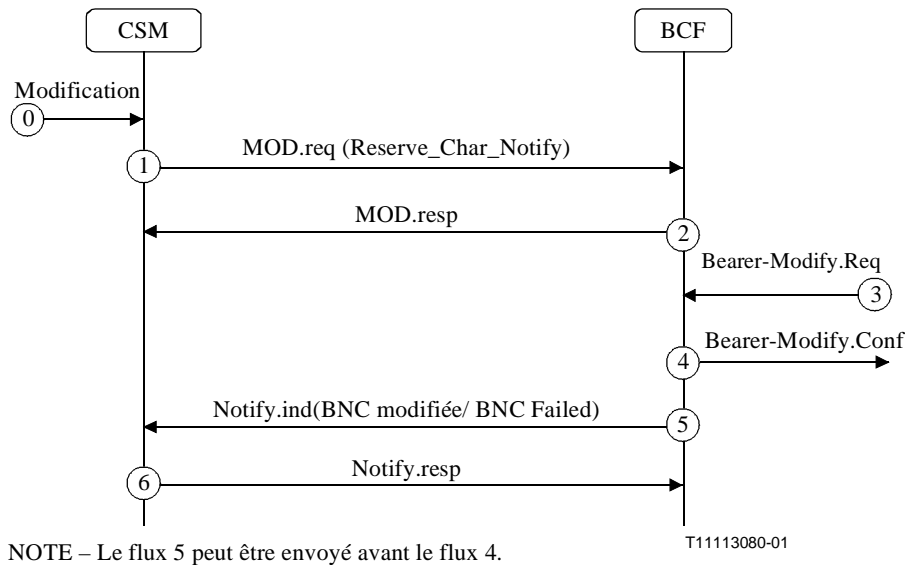 CSM
BCF
Modification
0
1
MOD.req (Reserve_Char_Notify)
MOD.resp
2
Bearer-Modify.Req
3
Bearer-Modify.Conf
4
Notify.ind(BNC modifiée/ BNC Failed)
5
Notify.resp
6
T11113080-01
NOTE – Le flux 5 peut être envoyé avant le flux 4.